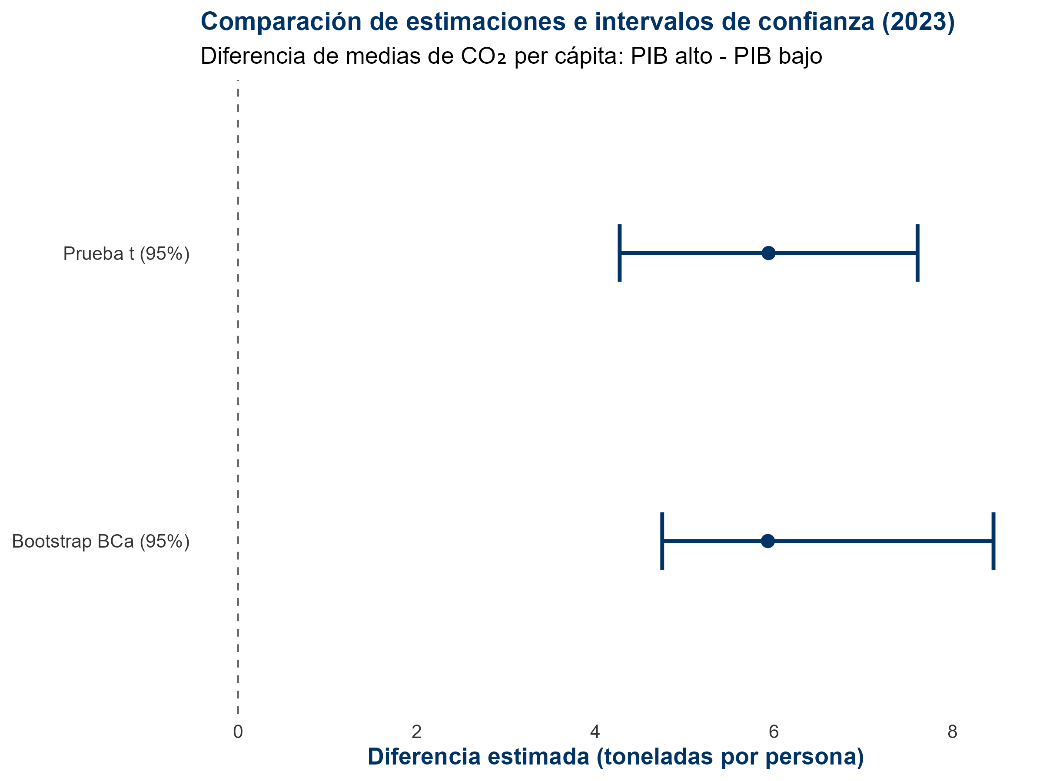 Comparación de estimaciones e intervalos de confianza (2023)
Diferencia de medias de CO₂ per cápita: PIB alto - PIB bajo
Prueba t (95%)
Bootstrap BCa (95%)
0 2 4 6 8
Diferencia estimada (toneladas por persona)